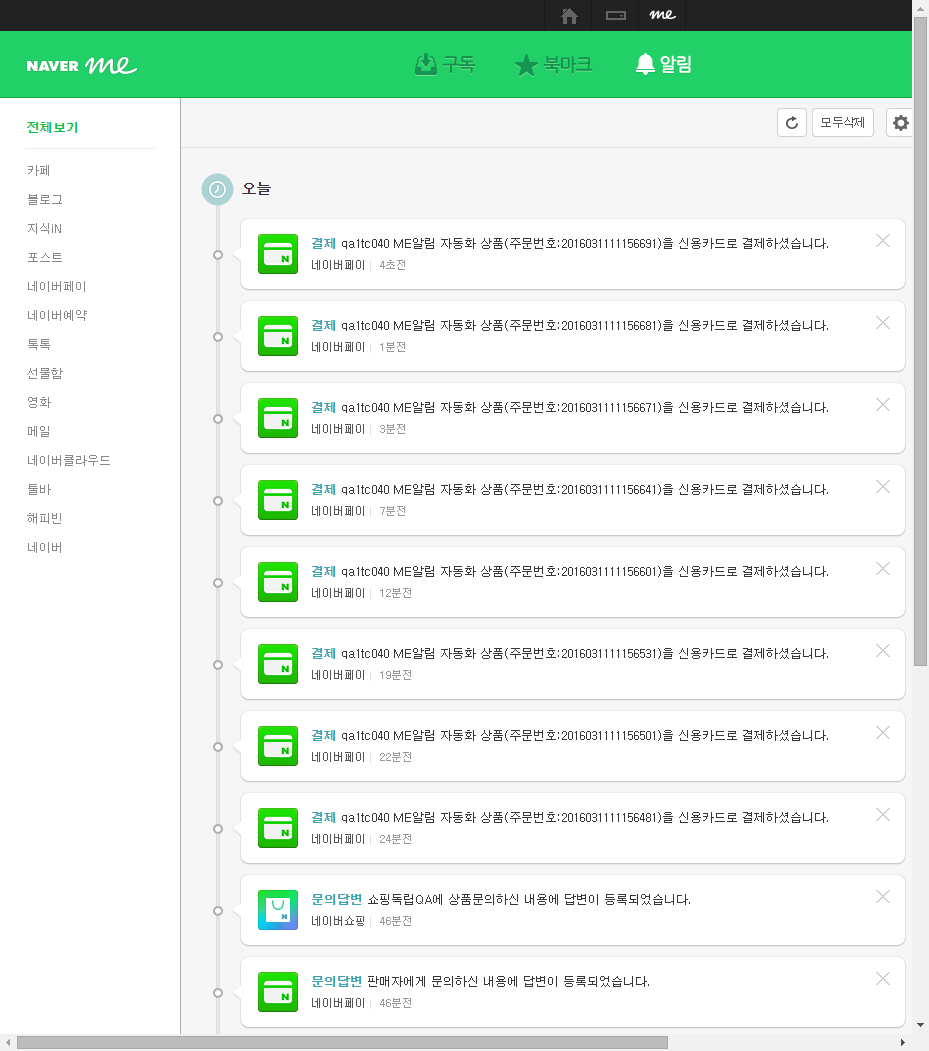 me
NAVER me
구독
북마크
알림
전체보기
카페
블로그
지식iN
포스트
네이버페이
네이버예약
톡톡
선물함
영화
메일
네이버클라우드
툴바
해피빈
네이버
모두삭제
오늘
결제 qa1tc040 ME알림 자동화 상품(주문번호:2016031111156691)을 신용카드로 결제하셨습니다.
네이버페이 | 4초전
결제 qa1tc040 ME알림 자동화 상품(주문번호:2016031111156681)을 신용카드로 결제하셨습니다.
네이버페이 | 1분전
결제 qa1tc040 ME알림 자동화 상품(주문번호:2016031111156671)을 신용카드로 결제하셨습니다.
네이버페이 | 3분전
결제 qa1tc040 ME알림 자동화 상품(주문번호:2016031111156641)을 신용카드로 결제하셨습니다.
네이버페이 | 7분전
결제 qa1tc040 ME알림 자동화 상품(주문번호:2016031111156601)을 신용카드로 결제하셨습니다.
네이버페이 | 12분전
결제 qa1tc040 ME알림 자동화 상품(주문번호:2016031111156531)을 신용카드로 결제하셨습니다.
네이버페이 | 19분전
결제 qa1tc040 ME알림 자동화 상품(주문번호:2016031111156501)을 신용카드로 결제하셨습니다.
네이버페이 | 22분전
결제 qa1tc040 ME알림 자동화 상품(주문번호:2016031111156481)을 신용카드로 결제하셨습니다.
네이버페이 | 24분전
문의답변 쇼핑독립QA에 상품문의하신 내용에 답변이 등록되었습니다.
네이버쇼핑 | 46분전
문의답변 판매자에게 문의하신 내용에 답변이 등록되었습니다.
네이버페이 | 46분전